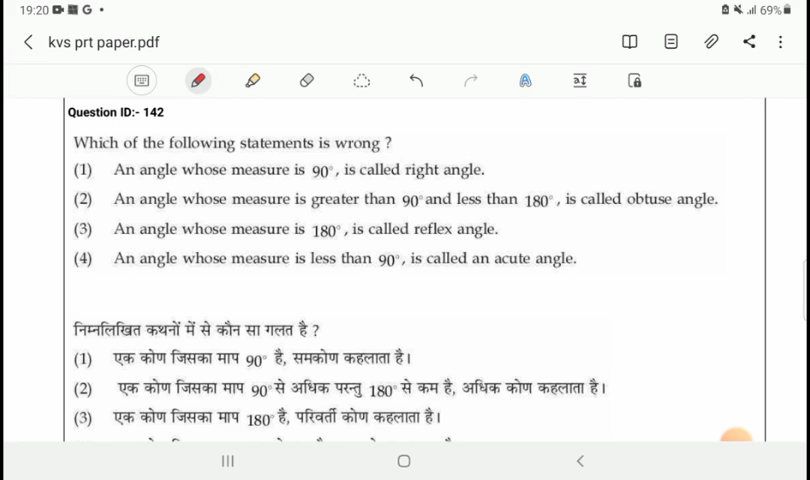 19:20 G •
69%
kvs prt paper.pdf
Question ID:- 142
Which of the following statements is wrong ?
(1) An angle whose measure is 90°, is called right angle.
(2) An angle whose measure is greater than 90° and less than 180°, is called obtuse angle.
(3) An angle whose measure is 180°, is called reflex angle.
(4) An angle whose measure is less than 90°, is called an acute angle.
निम्नलिखित कथनों में से कौन सा गलत है ?
(1) एक कोण जिसका माप 90° है, समकोण कहलाता है।
(2) एक कोण जिसका माप 90° से अधिक परन्तु 180° से कम है, अधिक कोण कहलाता है।
(3) एक कोण जिसका माप 180° है, परिवर्ती कोण कहलाता है।